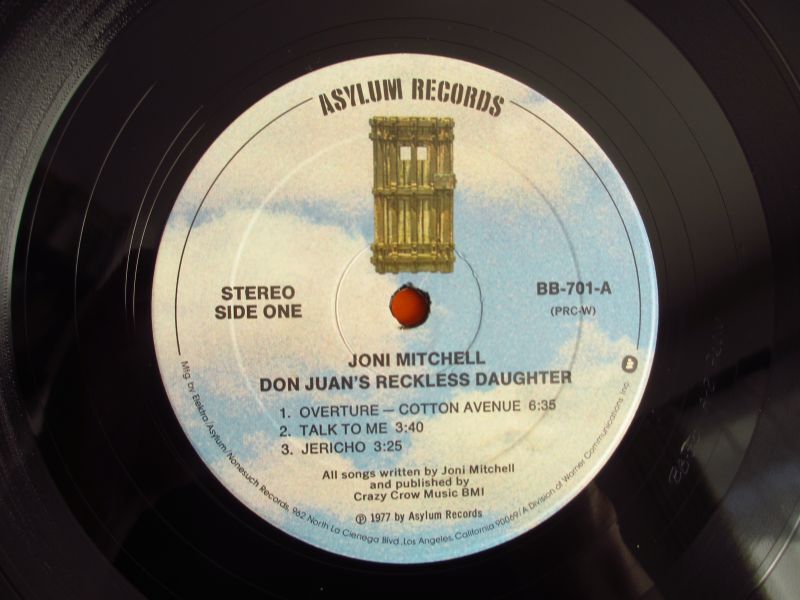 ASYLUM RECORDS
STEREO
SIDE ONE
BB-701-A
(PRC-W)
JONI MITCHELL
DON JUAN'S RECKLESS DAUGHTER
1. OVERTURE — COTTON AVENUE 6:35
2. TALK TO ME 3:40
3. JERICHO 3:25
All songs written by Joni Mitchell
and published by
Crazy Crow Music BMI
℗ 1977 by Asylum Records
Mfg. by Elektra/Asylum/Nonesuch Records, 962 North La Cienega Blvd., Los Angeles, California 90069/A Division of Warner Communications Inc.